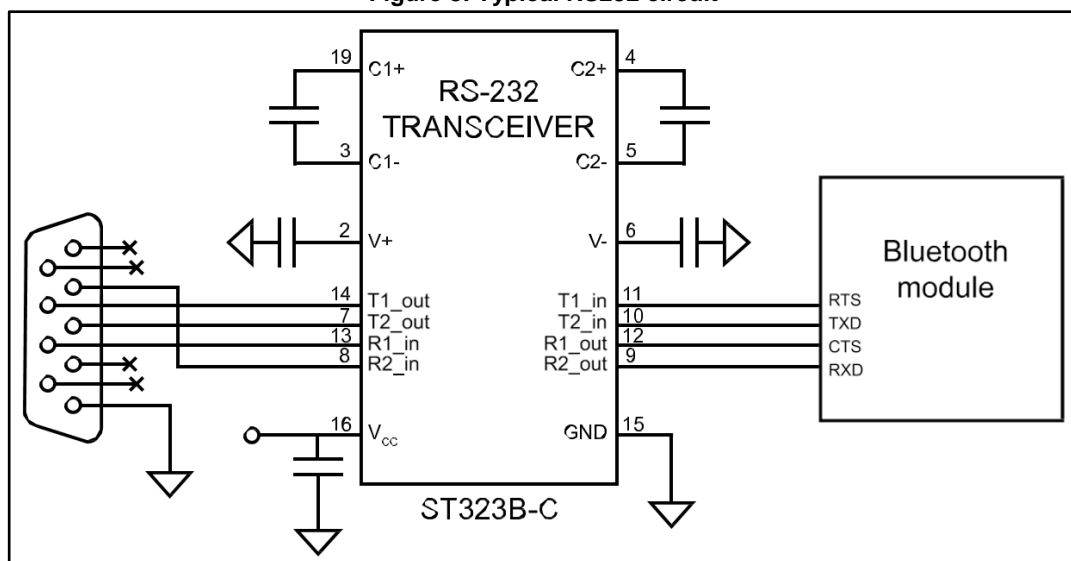 Figure 3. Typical RS232 circuit
19 C1+ C2+ 4
RS-232
TRANSCEIVER
3 C1- C2- 5
2 V+ V- 6
Bluetooth
module
14 T1_out T1_in 11 RTS
7 T2_out T2_in 10 TXD
13 R1_in R1_out 12 CTS
8 R2_in R2_out 9 RXD
16 Vcc GND 15
ST323B-C